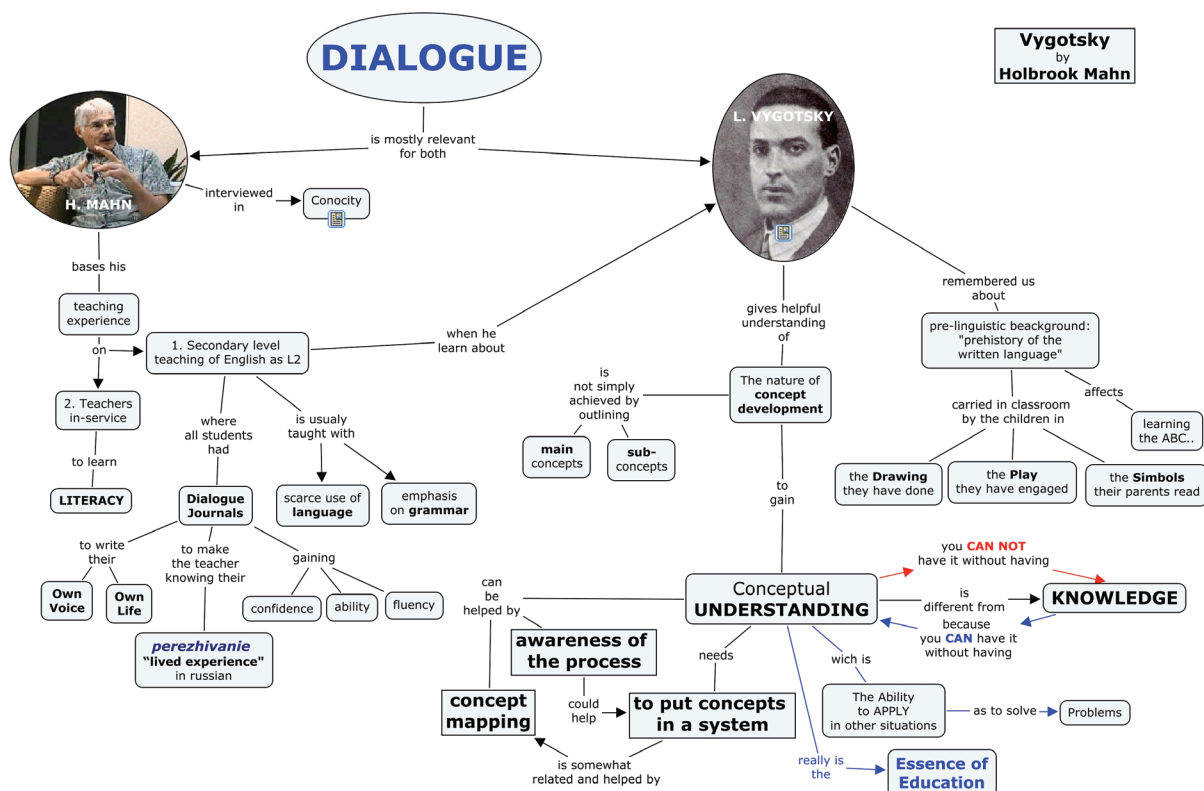 DIALOGUE
Vygotsky
by
Holbrook Mahn
is mostly relevant
for both
H. MAHN
interviewed
in
Conocity
L. VYGOTSKY
bases his
teaching
experience
on
1. Secondary level
teaching of English as L2
2. Teachers
in-service
to learn
LITERACY
when he
learn about
where
all students
had
is usualy
taught with
scarce use of
language
emphasis
on grammar
Dialogue
Journals
to write
their
Own
Voice
Own
Life
to make
the teacher
knowing their
perezhivanie
“lived experience"
in russian
gaining
confidence
ability
fluency
gives helpful
understanding
of
The nature of
concept
development
is
not simply
achieved by
outlining
main
concepts
sub-
concepts
to
gain
remembered us
about
pre-linguistic beackground:
"prehistory of the
written language"
affects
learning
the ABC..
carried in classroom
by the children in
the Drawing
they have done
the Play
they have engaged
the Simbols
their parents read
Conceptual
UNDERSTANDING
you CAN NOT
have it without having
is
different from
KNOWLEDGE
because
you CAN have it
without having
can
be
helped by
awareness of
the process
concept
mapping
could
help
needs
to put concepts
in a system
is somewhat
related and helped by
wich is
The Ability
to APPLY
in other situations
as to solve
Problems
really is
the
Essence of
Education